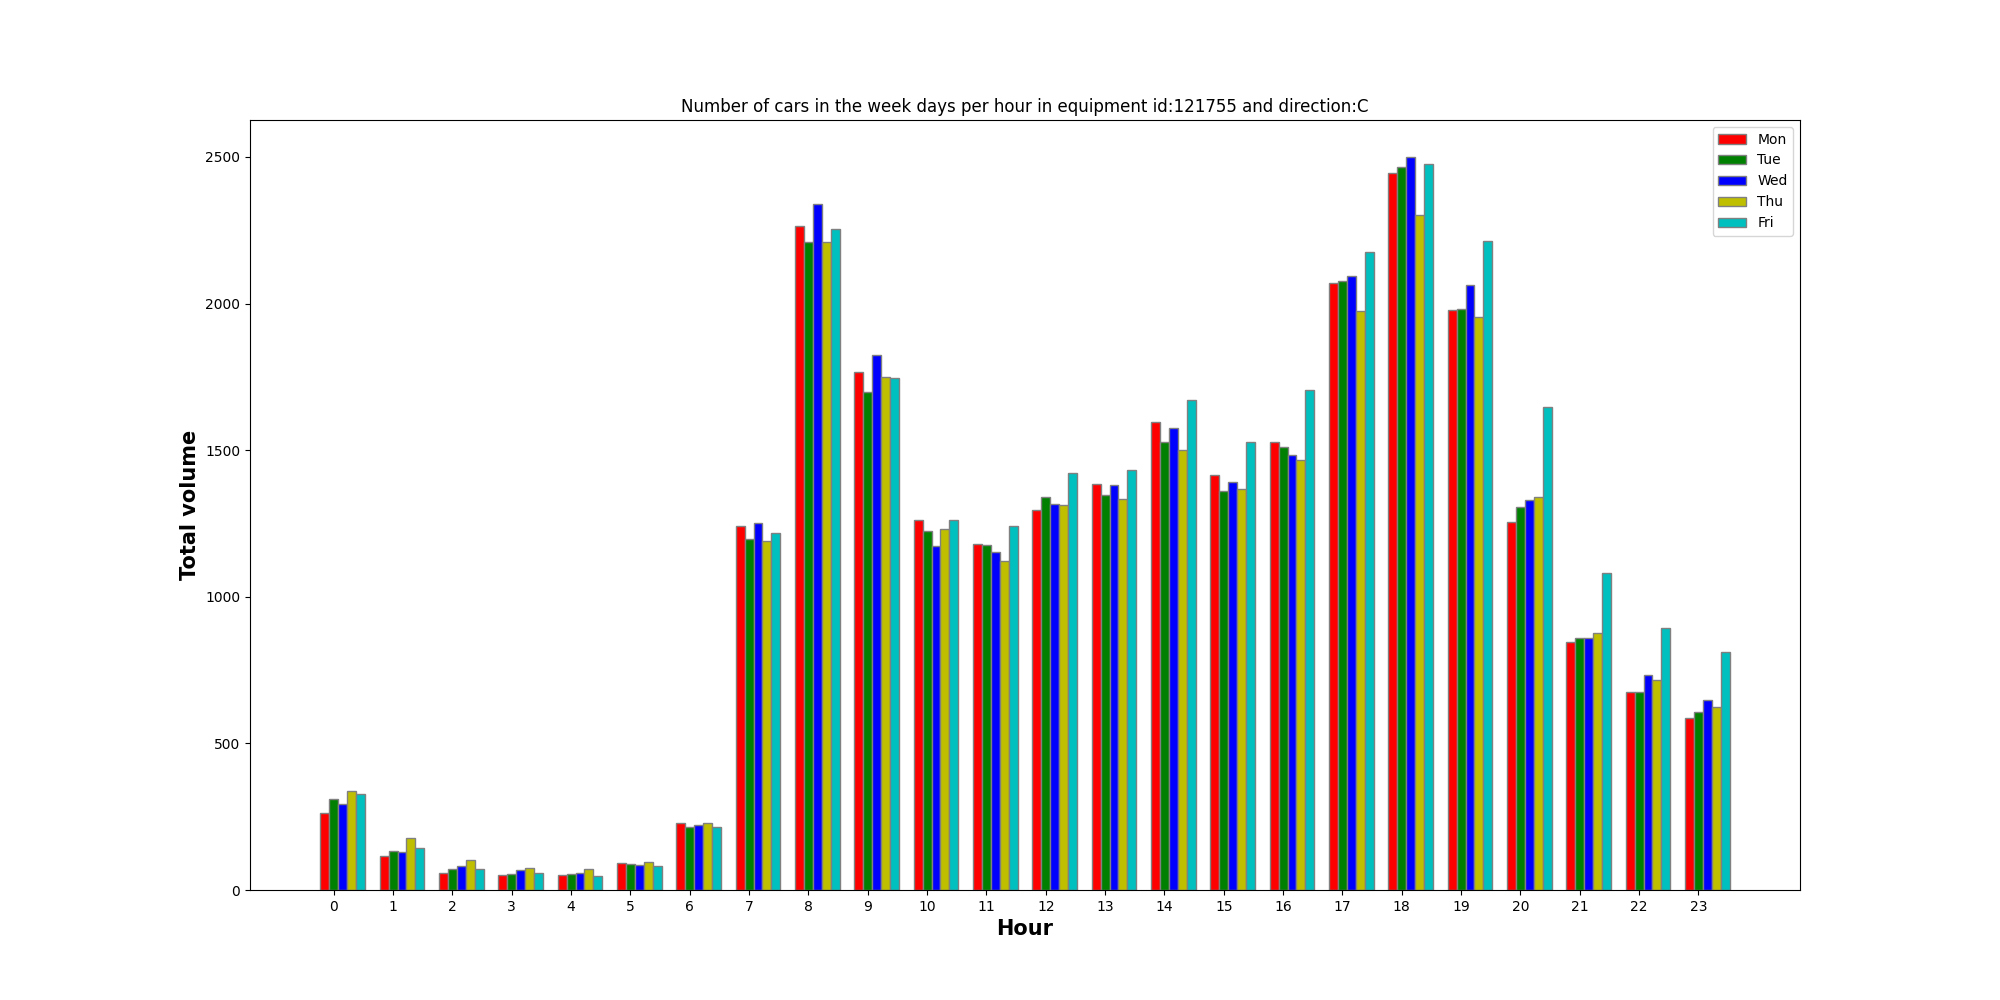 Number of cars in the week days per hour in equipment id:121755 and direction:C
Mon
Tue
Wed
Thu
Fri
Total volume
2500
2000
1500
1000
500
0
0 1 2 3 4 5 6 7 8 9 10 11 12 13 14 15 16 17 18 19 20 21 22 23
Hour